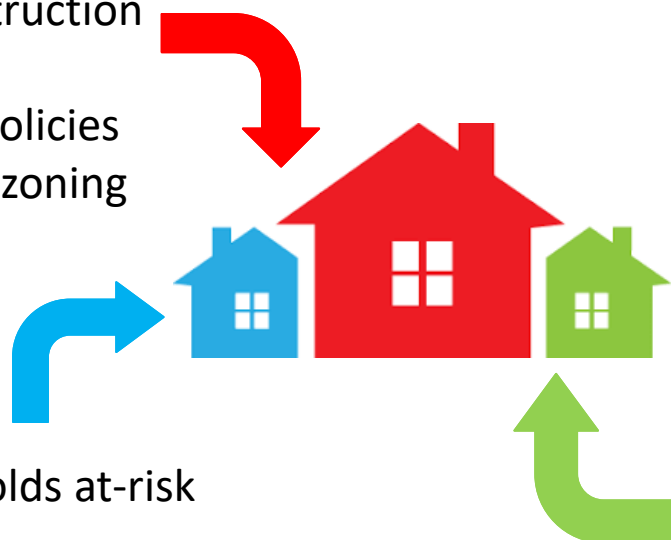 truction
olicies
zoning
olds at-risk